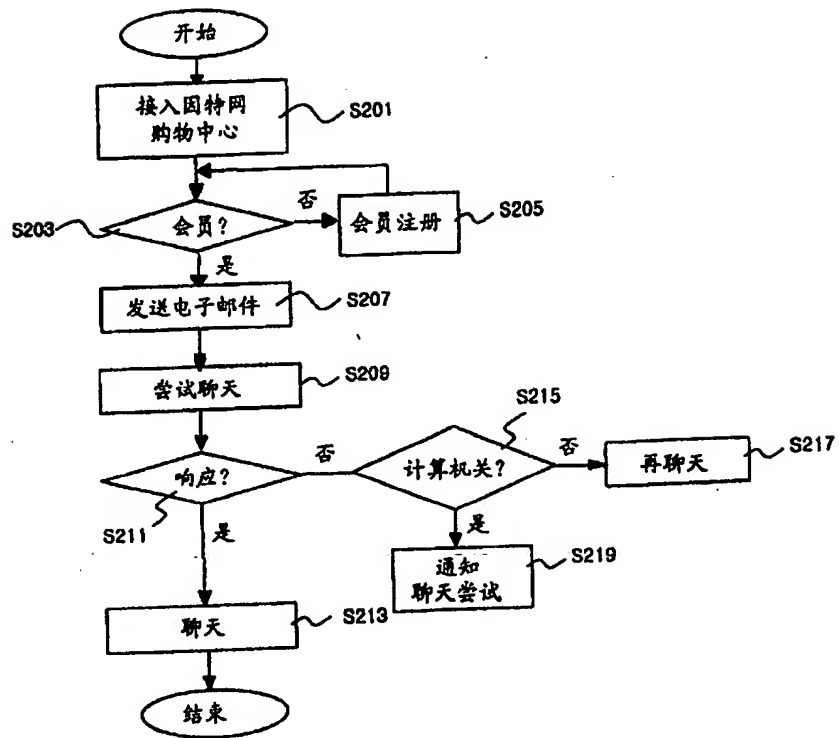 开始
接入因特网
购物中心
S201
会员?
S203
否
会员注册
S205
是
发送电子邮件
S207
尝试聊天
S209
响应?
S211
否
计算机关?
S215
否
再聊天
S217
是
是
通知
聊天尝试
S219
聊天
S213
结束